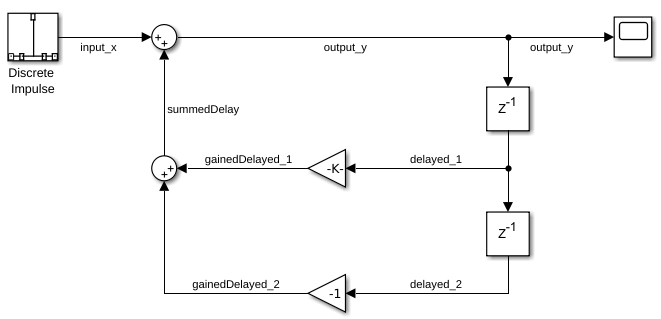 +
+
input_x
output_y
output_y
Discrete
Impulse
Z-1
summedDelay
gainedDelayed_1
-K-
delayed_1
+
+
Z-1
gainedDelayed_2
-1
delayed_2